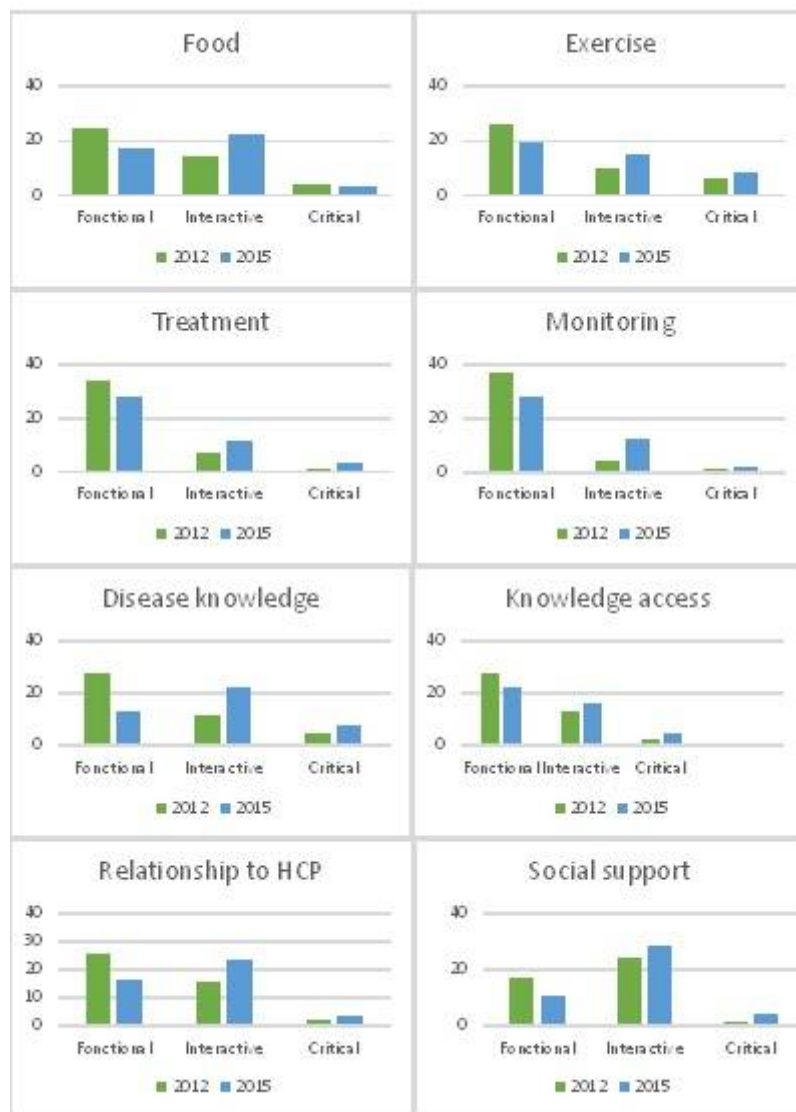 Food
40
20
0
Fonctional Interactive Critical
2012 2015
Exercise
40
20
0
Fonctional Interactive Critical
2012 2015
Treatment
40
20
0
Fonctional Interactive Critical
2012 2015
Monitoring
40
20
0
Fonctional Interactive Critical
2012 2015
Disease knowledge
40
20
0
Fonctional Interactive Critical
2012 2015
Knowledge access
40
20
0
Fonctional Interactive Critical
2012 2015
Relationship to HCP
40
30
20
10
0
Fonctional Interactive Critical
2012 2015
Social support
40
20
0
Fonctional Interactive Critical
2012 2015